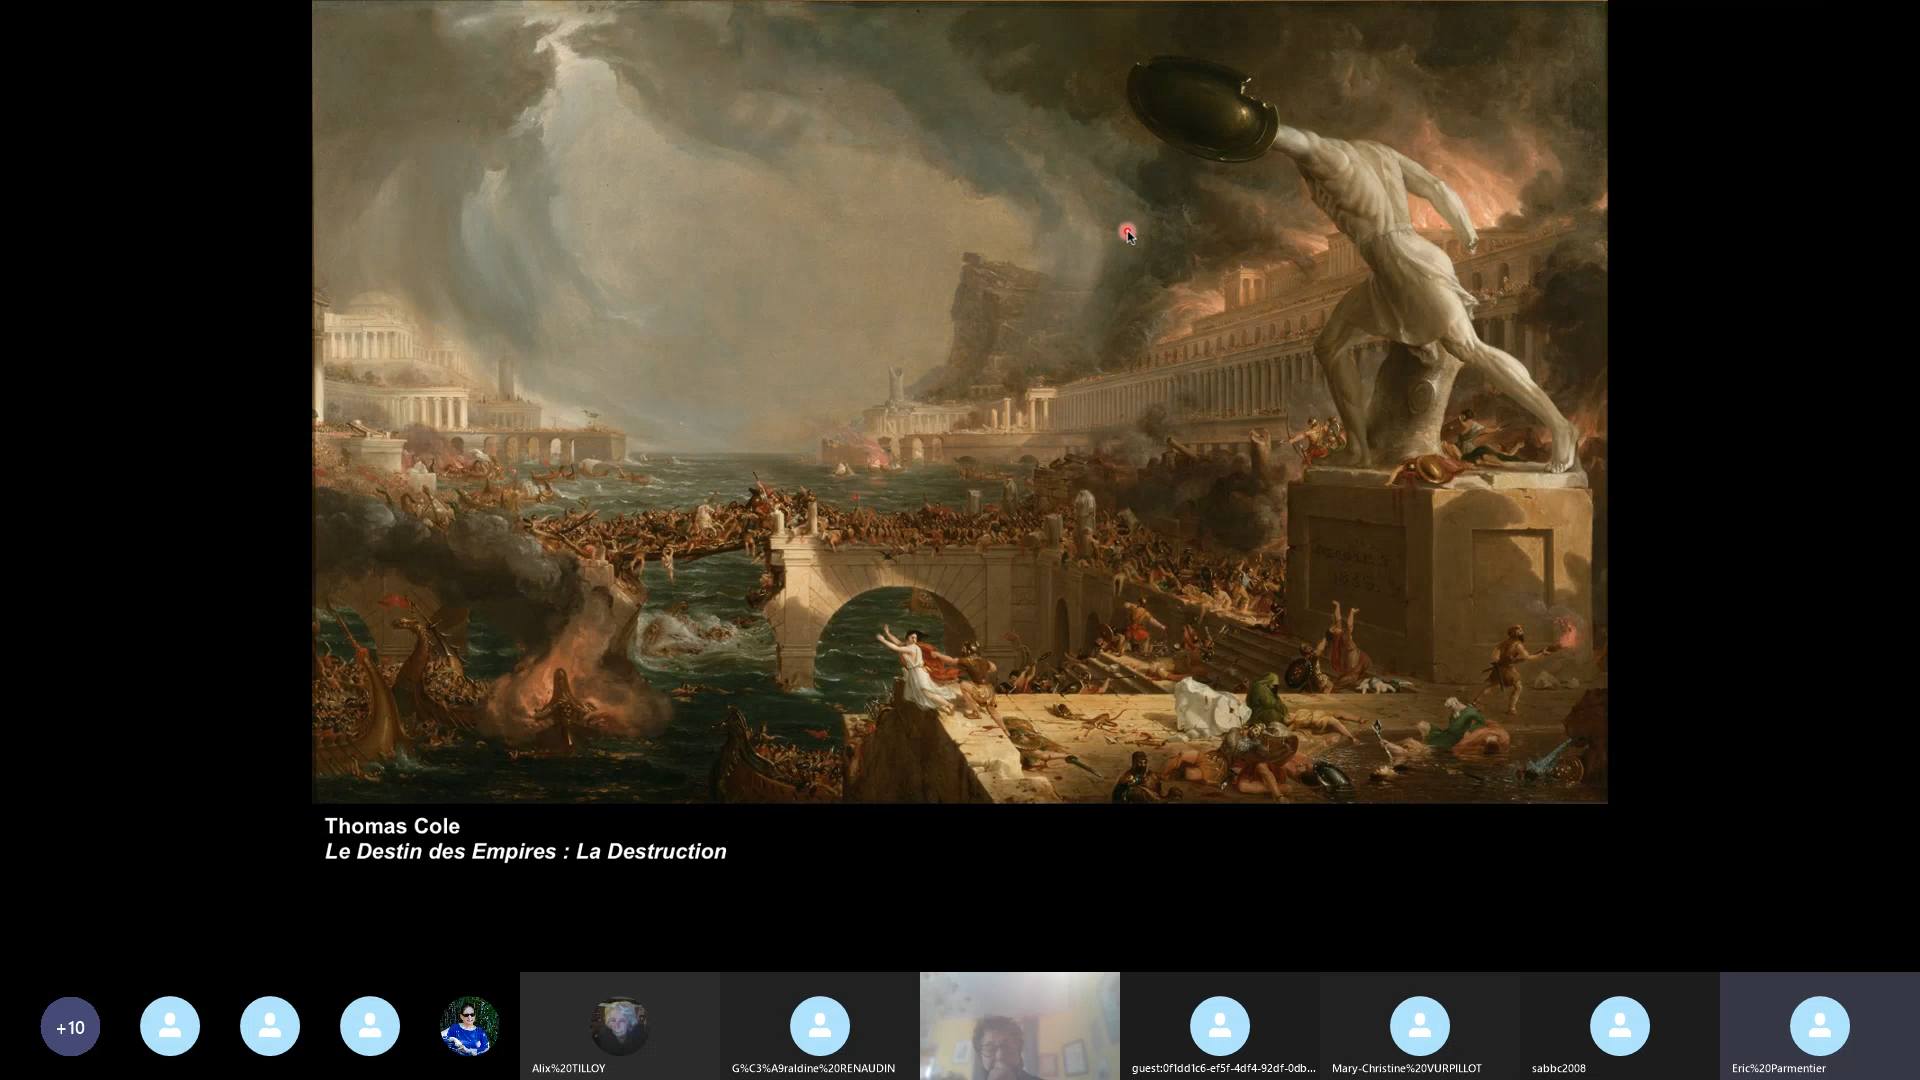 Thomas Cole
Le Destin des Empires : La Destruction
+10
Alix%20TILLOY
G%C3%A9raldine%20RENAUDIN
guest:0f1dd1c6-ef5f-4df4-92df-0db...
Mary-Christine%20VURPILLOT
sabbc2008
Eric%20Parmentier